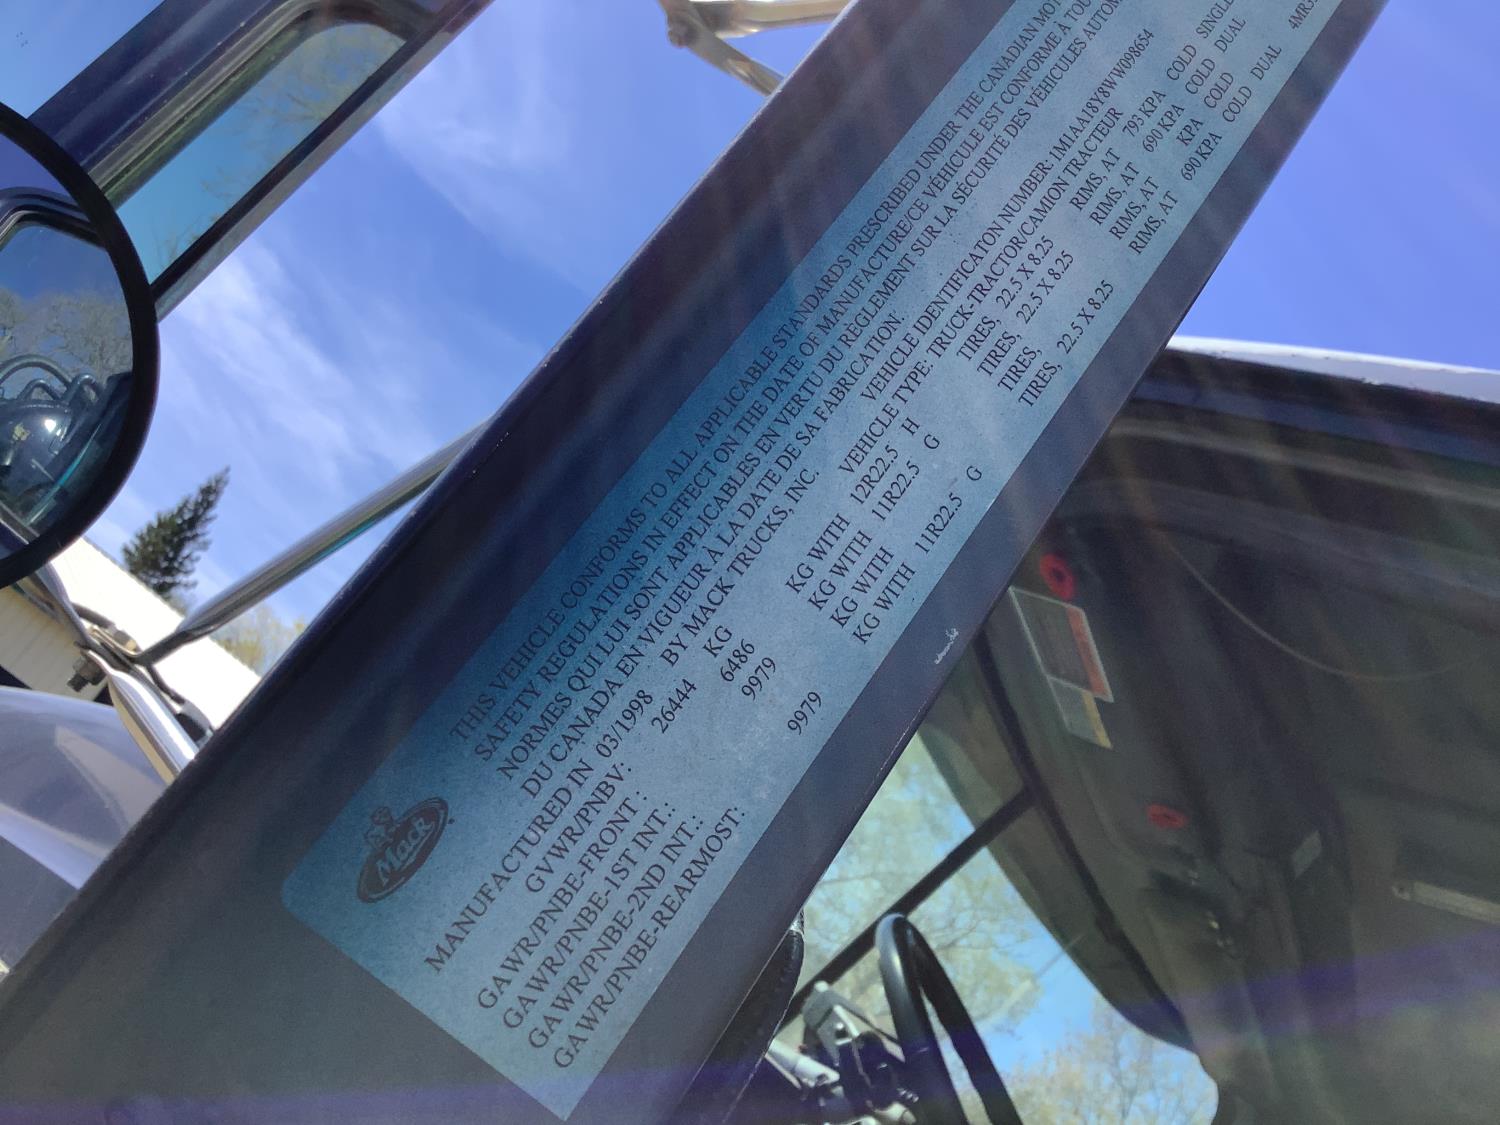 Mack
THIS VEHICLE CONFORMS TO ALL APPLICABLE STANDARDS PRESCRIBED UNDER THE CANADIAN
SAFETY REGULATIONS IN EFFECT ON THE DATE OF MANUFACTURE/CE VÉHICULE EST CONFORME À
NORMES QUI LUI SONT APPLICABLES EN VERTU DU RÈGLEMENT SUR LA SÉCURITÉ DES VÉHICULES
DU CANADA EN VIGUEUR À LA DATE DE SA FABRICATION.
MANUFACTURED IN 03/1998 BY MACK TRUCKS, INC. VEHICLE IDENTIFICATION NUMBER: 1M1AA18Y8WW098654
GVWR/PNBV: 26444 KG VEHICLE TYPE: TRUCK-TRACTOR/CAMION TRACTEUR
GAWR/PNBE-FRONT : 6486 KG WITH 12R22.5 H TIRES, 22.5 X 8.25 RIMS, AT 793 KPA COLD SINGLE
GAWR/PNBE-1ST INT.: 9979 KG WITH 11R22.5 G TIRES, 22.5 X 8.25 RIMS, AT 690 KPA COLD DUAL
GAWR/PNBE-2ND INT.: KG WITH TIRES, RIMS, AT KPA COLD
GAWR/PNBE-REARMOST: 9979 KG WITH 11R22.5 G TIRES, 22.5 X 8.25 RIMS, AT 690 KPA COLD DUAL